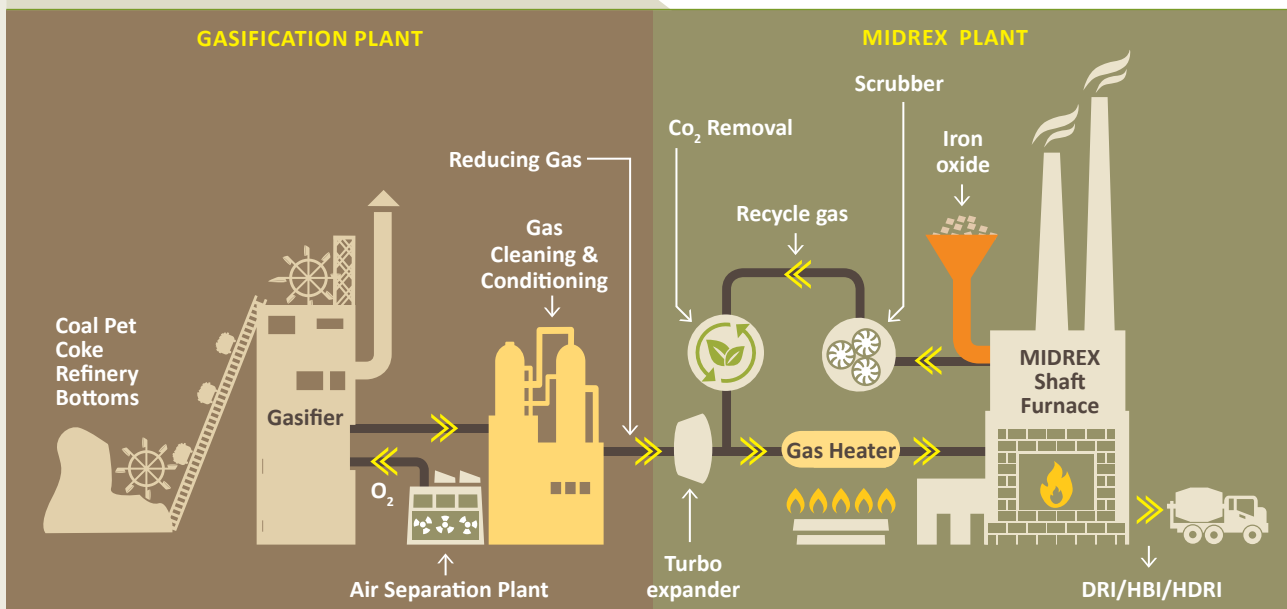 GASIFICATION PLANT
MIDREX PLANT
Scrubber
Co₂ Removal
Iron
oxide
Reducing Gas
Recycle gas
Gas
Cleaning &
Conditioning
Coal Pet
Coke
Refinery
Bottoms
Gasifier
MIDREX
Shaft
Furnace
Gas Heater
O₂
Air Separation Plant
Turbo
expander
DRI/HBI/HDRI